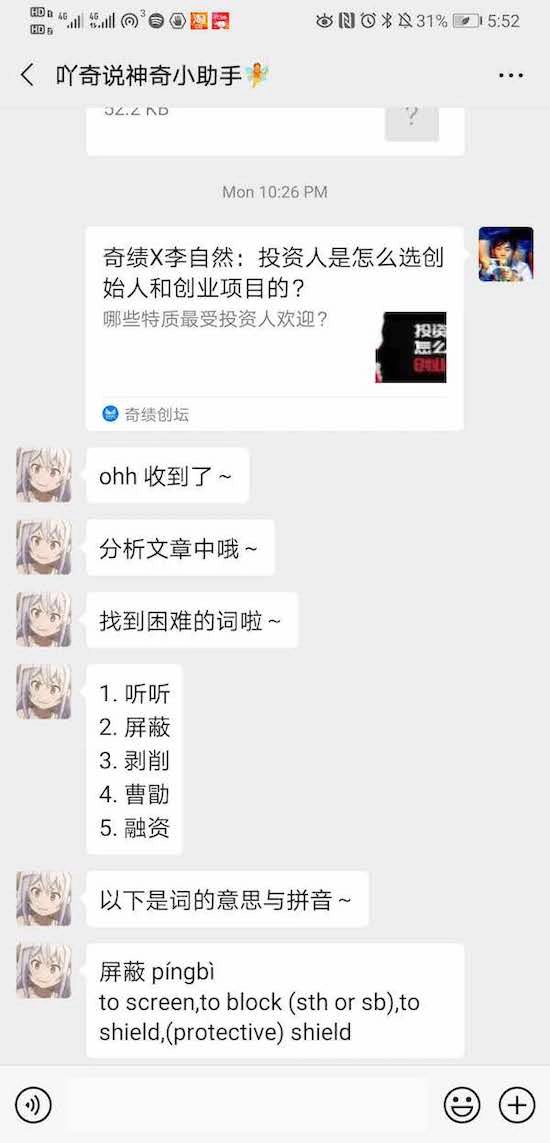 HD 4G 4G 3 31% 5:52
吖奇说神奇小助手
52.2 KB
?
Mon 10:26 PM
奇绩X李自然：投资人是怎么选创
始人和创业项目的？
哪些特质最受投资人欢迎？
投资
怎么
创业
奇绩创坛
ohh 收到了~
分析文章中哦~
找到困难的词啦~
1. 听听
2. 屏蔽
3. 剥削
4. 曹勖
5. 融资
以下是词的意思与拼音~
屏蔽 píngbì
to screen,to block (sth or sb),to
shield,(protective) shield